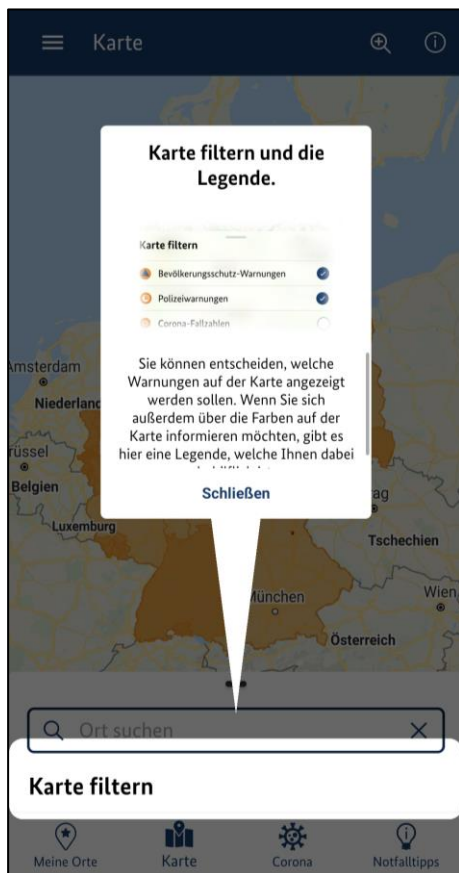 Karte
Karte filtern und die
Legende.
Karte filtern
Bevölkerungsschutz-Warnungen
Polizeiwarnungen
Corona-Fallzahlen
Sie können entscheiden, welche
Warnungen auf der Karte angezeigt
werden sollen. Wenn Sie sich
außerdem über die Farben auf der
Karte informieren möchten, gibt es
hier eine Legende, welche Ihnen dabei
Schließen
Amsterdam
Niederlan
rüssel
Belgien
Luxemburg
ag
Tschechien
München
Wien
Österreich
Ort suchen
Karte filtern
Meine Orte
Karte
Corona
Notfalltipps